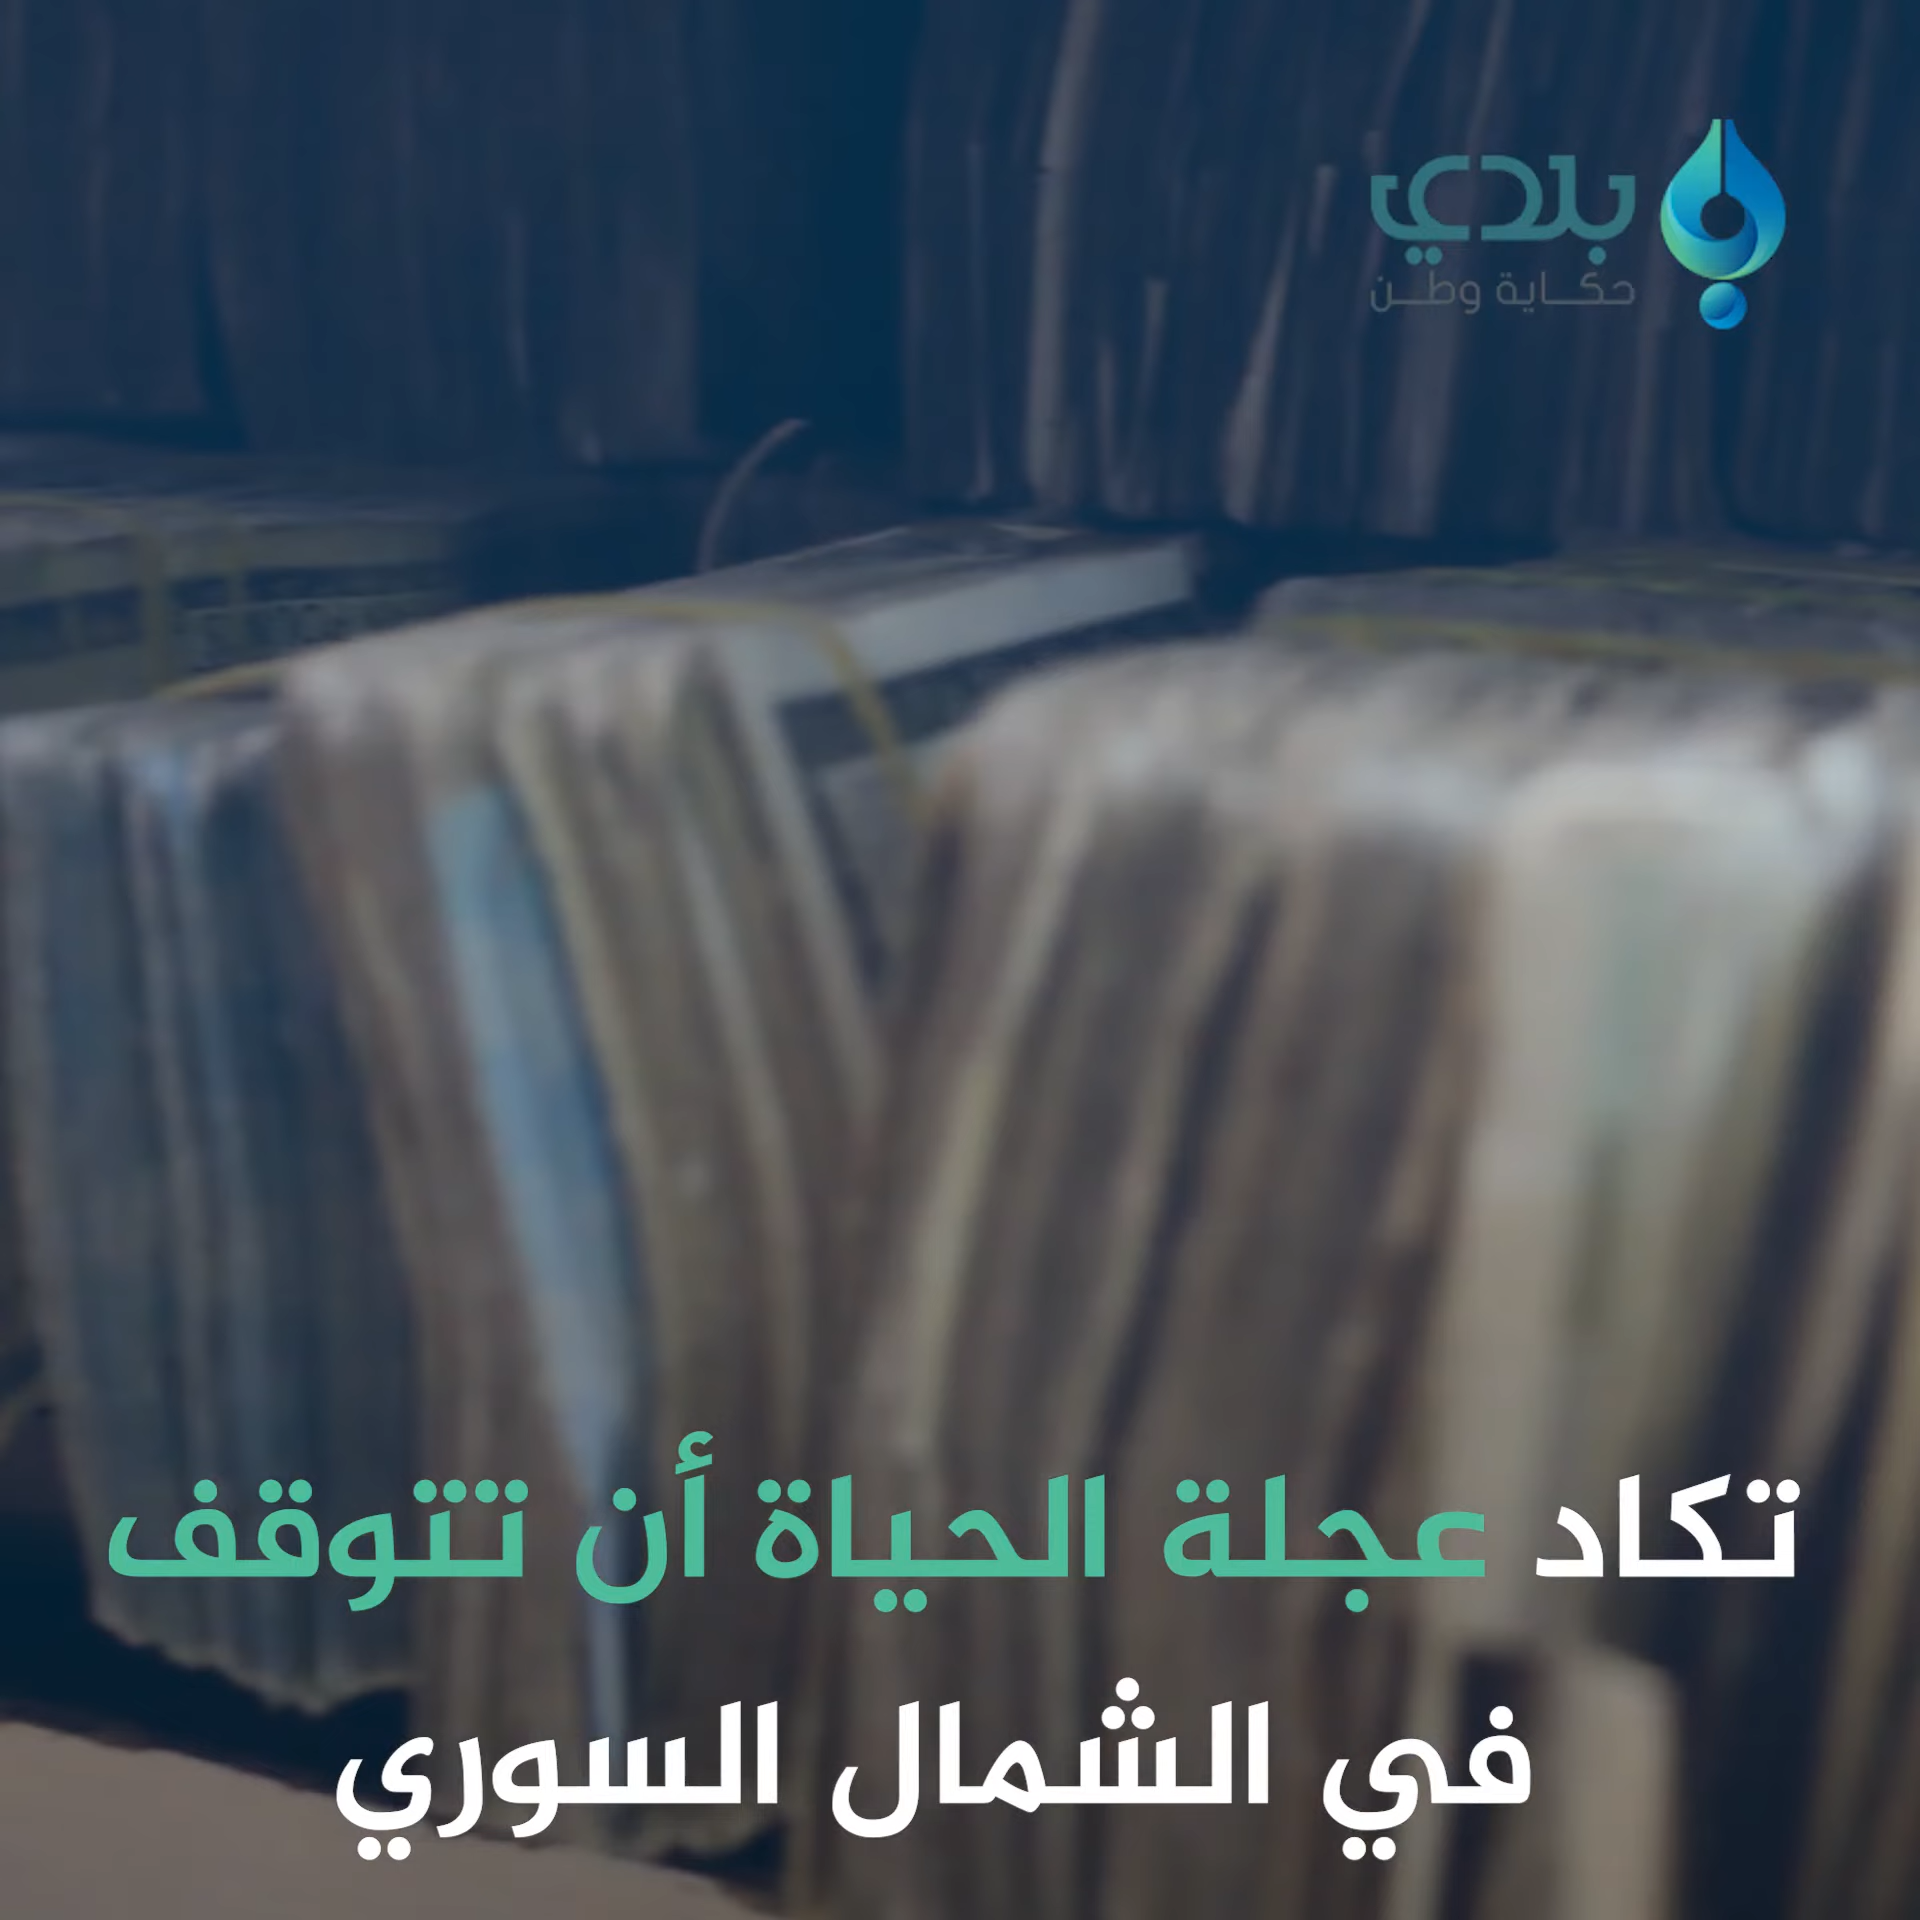 بلدي
حكاية وطن
تكاد عجلة الحياة أن تتوقف
في الشمال السوري